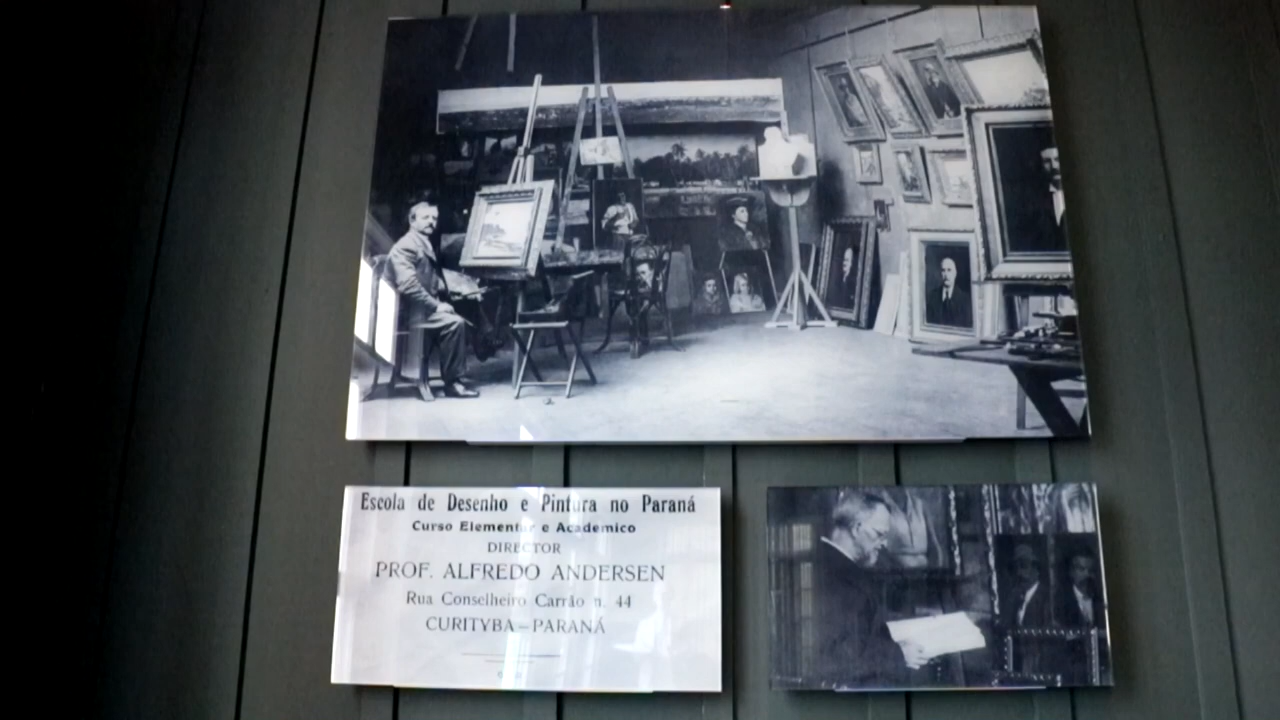 Escola de Desenho e Pintura no Paraná
Curso Elementar e Academico
DIRECTOR
PROF. ALFREDO ANDERSEN
Rua Conselheiro Carrão n. 44
CURITYBA—PARANÁ